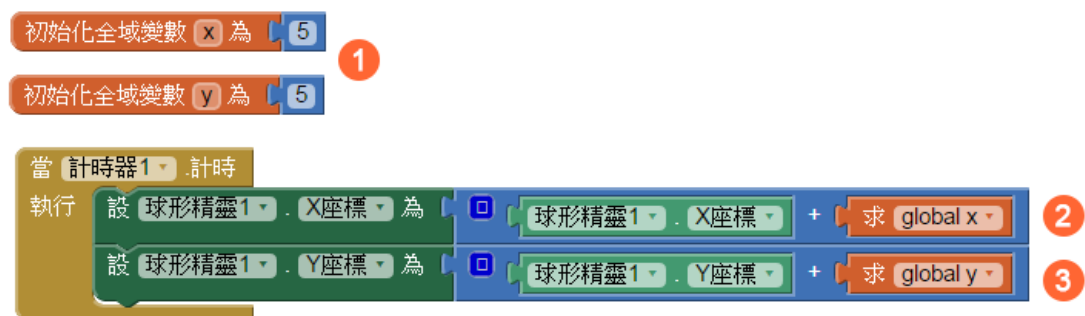 初始化全域變數 x 為 5
1
初始化全域變數 y 為 5
當 計時器1 .計時
執行 設 球形精靈1 . X座標 為 球形精靈1 . X座標 + 求 global x 2
設 球形精靈1 . Y座標 為 球形精靈1 . Y座標 + 求 global y 3